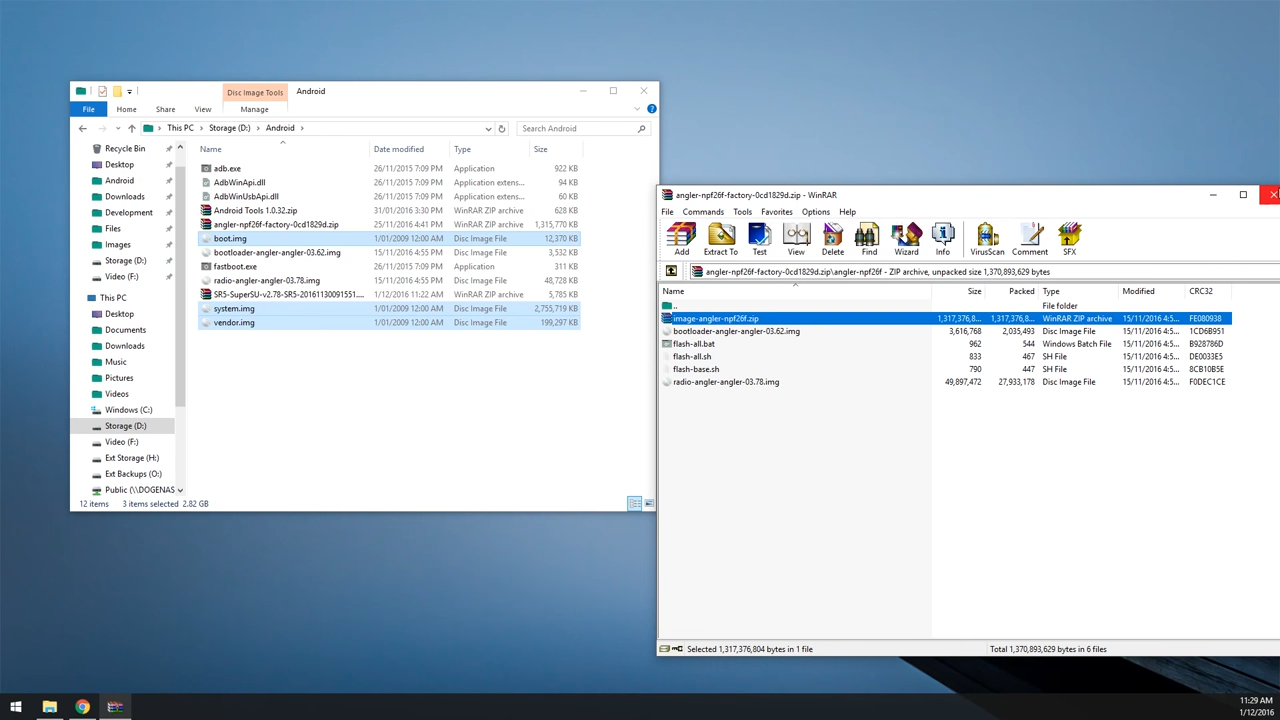 Disc Image Tools
Android
File
Home
Share
View
Manage
This PC
Storage (D:)
Android
Search Android
Name
Date modified
Type
Size
Recycle Bin
Desktop
Android
Downloads
Development
Files
Images
Storage (D:)
Video (F:)
This PC
Desktop
Documents
Downloads
Music
Pictures
Videos
Windows (C:)
Storage (D:)
Video (F:)
Ext Storage (H:)
Ext Backups (O:)
Public (\\DOGENAS
adb.exe 26/11/2015 7:09 PM Application 922 KB
AdbWinApi.dll 26/11/2015 7:09 PM Application extens... 94 KB
AdbWinUsbApi.dll 26/11/2015 7:09 PM Application extens... 60 KB
Android Tools 1.0.32.zip 31/01/2016 3:30 PM WinRAR ZIP archive 628 KB
angler-npf26f-factory-0cd1829d.zip 25/11/2016 4:41 PM WinRAR ZIP archive 1,315,770 KB
boot.img 1/01/2009 12:00 AM Disc Image File 12,370 KB
bootloader-angler-angler-03.62.img 15/11/2016 4:55 PM Disc Image File 3,532 KB
fastboot.exe 26/11/2015 7:09 PM Application 311 KB
radio-angler-angler-03.78.img 15/11/2016 4:55 PM Disc Image File 48,728 KB
SR5-SuperSU-v2.78-SR5-20161130091551.... 1/12/2016 11:22 AM WinRAR ZIP archive 5,785 KB
system.img 1/01/2009 12:00 AM Disc Image File 2,755,719 KB
vendor.img 1/01/2009 12:00 AM Disc Image File 199,297 KB
12 items 3 items selected 2.82 GB
angler-npf26f-factory-0cd1829d.zip - WinRAR
File Commands Tools Favorites Options Help
Add
Extract To
Test
View
Delete
Find
Wizard
Info
VirusScan
Comment
SFX
angler-npf26f-factory-0cd1829d.zip\angler-npf26f - ZIP archive, unpacked size 1,370,893,629 bytes
Name Size Packed Type Modified CRC32
.. File folder
image-angler-npf26f.zip 1,317,376,8... 1,317,376,8... WinRAR ZIP archive 15/11/2016 4:5... FE080938
bootloader-angler-angler-03.62.img 3,616,768 2,035,493 Disc Image File 15/11/2016 4:5... 1CD6B951
flash-all.bat 962 544 Windows Batch File 15/11/2016 4:5... B928786D
flash-all.sh 833 467 SH File 15/11/2016 4:5... DE0033E5
flash-base.sh 790 447 SH File 15/11/2016 4:5... 8CB10B5E
radio-angler-angler-03.78.img 49,897,472 27,933,178 Disc Image File 15/11/2016 4:5... F0DEC1CE
Selected 1,317,376,804 bytes in 1 file
Total 1,370,893,629 bytes in 6 files
11:29 AM
1/12/2016